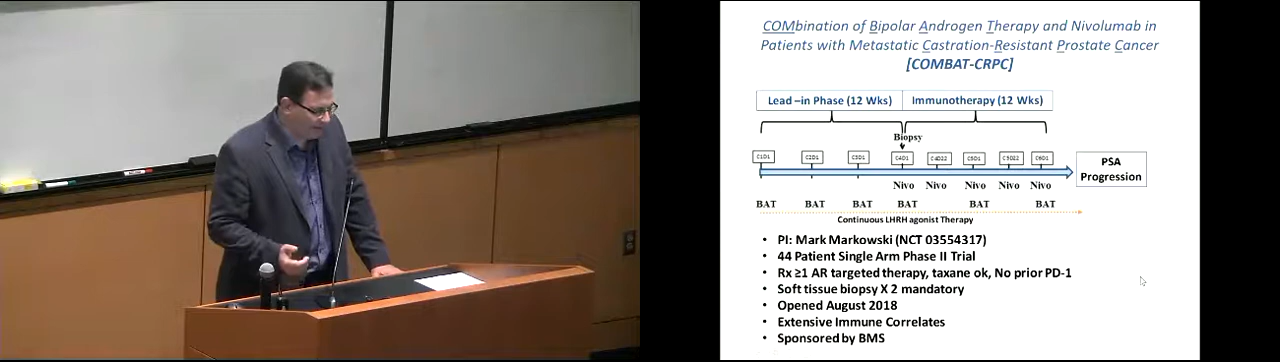 COMbination of Bipolar Androgen Therapy and Nivolumab in
Patients with Metastatic Castration-Resistant Prostate Cancer
[COMBAT-CRPC]
Lead –in Phase (12 Wks) Immunotherapy (12 Wks)
Biopsy
C1D1 C2D1 C3D1 C4D1 C4D22 C5D1 C5D22 C6D1
PSA
Progression
Nivo Nivo Nivo Nivo Nivo
BAT BAT BAT BAT BAT BAT
Continuous LHRH agonist Therapy
• PI: Mark Markowski (NCT 03554317)
• 44 Patient Single Arm Phase II Trial
• Rx ≥1 AR targeted therapy, taxane ok, No prior PD-1
• Soft tissue biopsy X 2 mandatory
• Opened August 2018
• Extensive Immune Correlates
• Sponsored by BMS